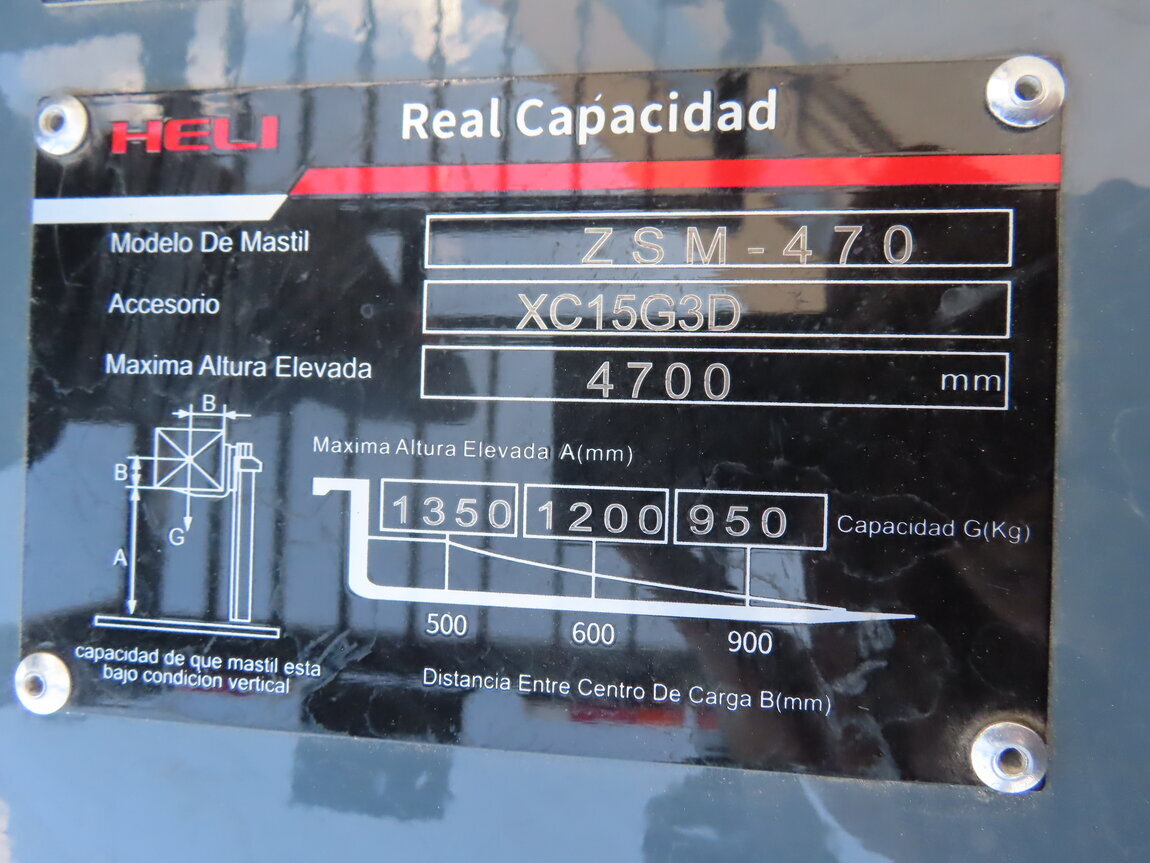 HELI Real Capacidad
Modelo De Mastil ZSM-470
Accesorio XC15G3D
Maxima Altura Elevada 4700 mm
B
B
G
A
Maxima Altura Elevada A(mm)
1350 1200 950 Capacidad G(Kg)
500 600 900
capacidad de que mastil esta
bajo condicion vertical
Distancia Entre Centro De Carga B(mm)